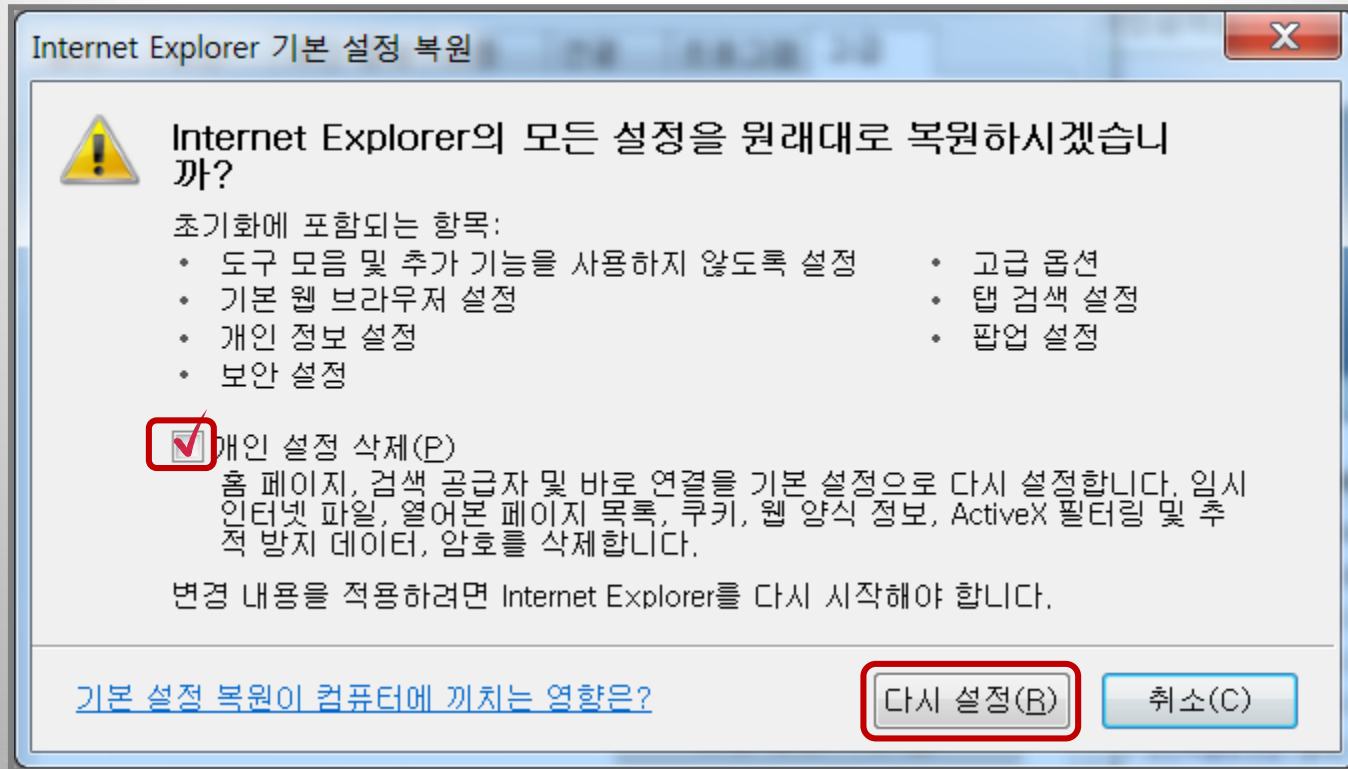 Internet Explorer 기본 설정 복원
Internet Explorer의 모든 설정을 원래대로 복원하시겠습니
까?
초기화에 포함되는 항목:
• 도구 모음 및 추가 기능을 사용하지 않도록 설정
• 기본 웹 브라우저 설정
• 개인 정보 설정
• 보안 설정
• 고급 옵션
• 탭 검색 설정
• 팝업 설정
개인 설정 삭제(P)
홈 페이지, 검색 공급자 및 바로 연결을 기본 설정으로 다시 설정합니다. 임시
인터넷 파일, 열어본 페이지 목록, 쿠키, 웹 양식 정보, ActiveX 필터링 및 추
적 방지 데이터, 암호를 삭제합니다.
변경 내용을 적용하려면 Internet Explorer를 다시 시작해야 합니다.
기본 설정 복원이 컴퓨터에 끼치는 영향은?
다시 설정(R)
취소(C)